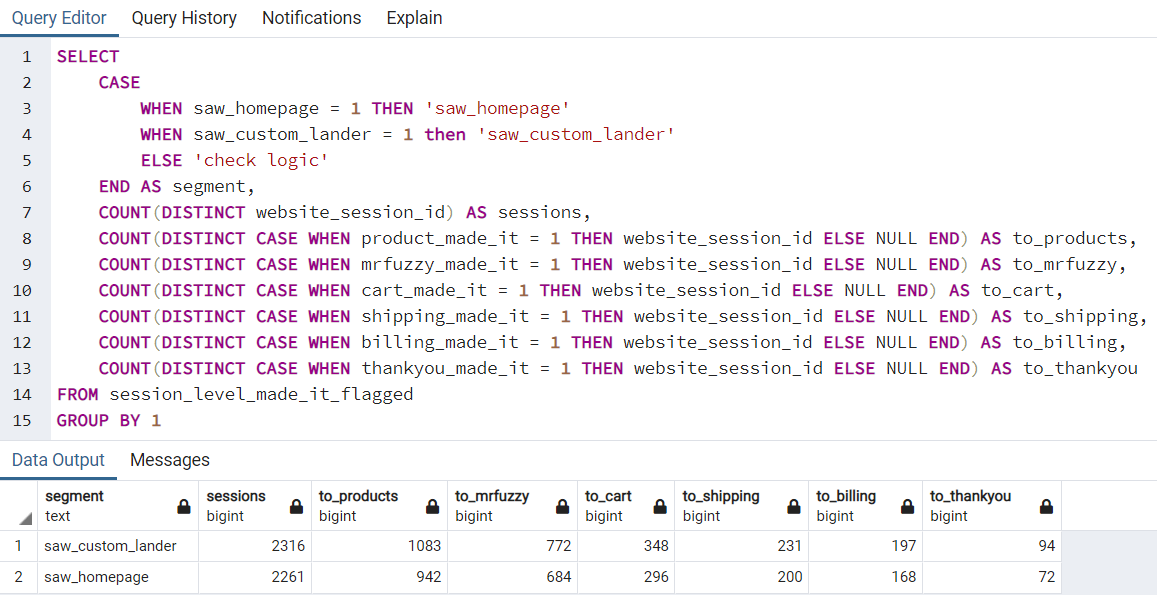 Query Editor Query History Notifications Explain
1 SELECT
2 CASE
3 WHEN saw_homepage = 1 THEN 'saw_homepage'
4 WHEN saw_custom_lander = 1 then 'saw_custom_lander'
5 ELSE 'check logic'
6 END AS segment,
7 COUNT(DISTINCT website_session_id) AS sessions,
8 COUNT(DISTINCT CASE WHEN product_made_it = 1 THEN website_session_id ELSE NULL END) AS to_products,
9 COUNT(DISTINCT CASE WHEN mrfuzzy_made_it = 1 THEN website_session_id ELSE NULL END) AS to_mrfuzzy,
10 COUNT(DISTINCT CASE WHEN cart_made_it = 1 THEN website_session_id ELSE NULL END) AS to_cart,
11 COUNT(DISTINCT CASE WHEN shipping_made_it = 1 THEN website_session_id ELSE NULL END) AS to_shipping,
12 COUNT(DISTINCT CASE WHEN billing_made_it = 1 THEN website_session_id ELSE NULL END) AS to_billing,
13 COUNT(DISTINCT CASE WHEN thankyou_made_it = 1 THEN website_session_id ELSE NULL END) AS to_thankyou
14 FROM session_level_made_it_flagged
15 GROUP BY 1
Data Output Messages
segment sessions to_products to_mrfuzzy to_cart to_shipping to_billing to_thankyou
text bigint bigint bigint bigint bigint bigint bigint
1 saw_custom_lander 2316 1083 772 348 231 197 94
2 saw_homepage 2261 942 684 296 200 168 72